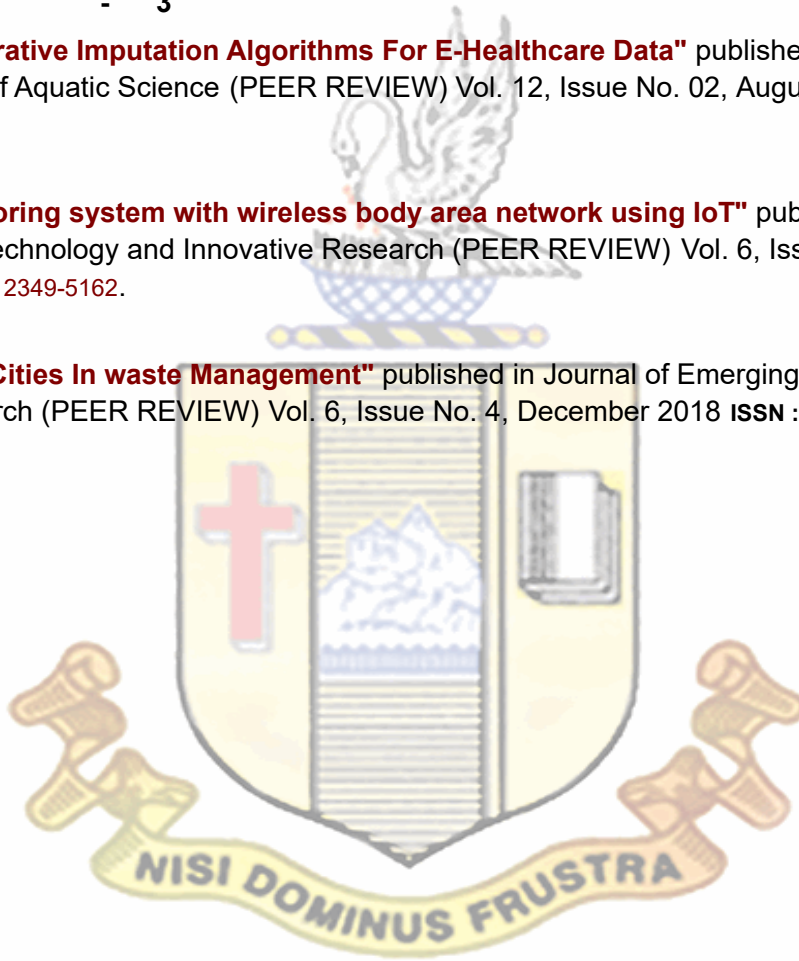 - 3
rative Imputation Algorithms For E-Healthcare Data" publishe
f Aquatic Science (PEER REVIEW) Vol. 12, Issue No. 02, Augu
oring system with wireless body area network using IoT" pub
echnology and Innovative Research (PEER REVIEW) Vol. 6, Iss
2349-5162.
Cities In waste Management" published in Journal of Emerging
rch (PEER REVIEW) Vol. 6, Issue No. 4, December 2018 ISSN :
NISI DOMINUS FRUSTRA